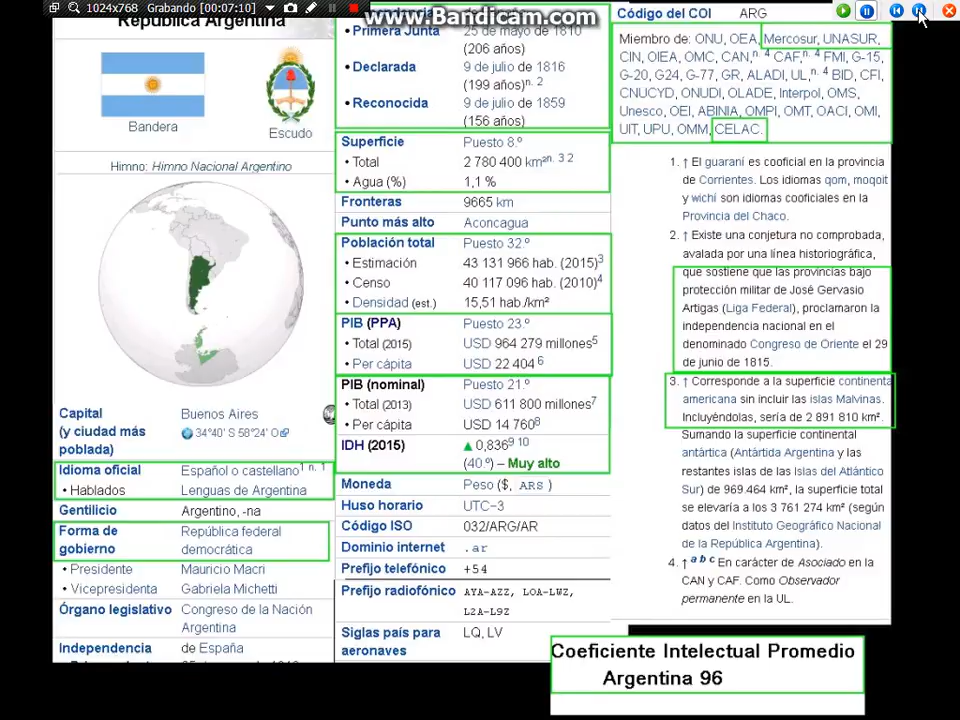 1024x768 Grabando [00:07:10]
www.Bandicam.com
República Argentina
Bandera
Escudo
Himno: Himno Nacional Argentino
Capital
(y ciudad más
poblada)
Buenos Aires
34°40′ S 58°24′ O
Idioma oficial Español o castellano1 n. 1
• Hablados Lenguas de Argentina
Gentilicio Argentino, -na
Forma de
gobierno
República federal
democrática
• Presidente Mauricio Macri
• Vicepresidenta Gabriela Michetti
Órgano legislativo Congreso de la Nación
Argentina
Independencia de España
• Primera Junta 25 de mayo de 1810
(206 años)
• Declarada 9 de julio de 1816
(199 años)n. 2
• Reconocida 9 de julio de 1859
(156 años)
Superficie Puesto 8.º
• Total 2 780 400 km²n. 3 2
• Agua (%) 1,1 %
Fronteras 9665 km
Punto más alto Aconcagua
Población total Puesto 32.º
• Estimación 43 131 966 hab. (2015)3
• Censo 40 117 096 hab. (2010)4
• Densidad (est.) 15,51 hab./km²
PIB (PPA) Puesto 23.º
• Total (2015) USD 964 279 millones5
• Per cápita USD 22 404 6
PIB (nominal) Puesto 21.º
• Total (2013) USD 611 800 millones7
• Per cápita USD 14 7608
IDH (2015) ▲ 0,8369 10
(40.º) – Muy alto
Moneda Peso ($, ARS )
Huso horario UTC-3
Código ISO 032/ARG/AR
Dominio internet .ar
Prefijo telefónico +54
Prefijo radiofónico AYA-AZZ, LOA-LWZ,
L2A-L9Z
Siglas país para
aeronaves
LQ, LV
Código del COI ARG
Miembro de: ONU, OEA, Mercosur, UNASUR,
CIN, OIEA, OMC, CAN,n. 4 CAF,n. 4 FMI, G-15,
G-20, G24, G-77, GR, ALADI, UL,n. 4 BID, CFI,
CNUCYD, ONUDI, OLADE, Interpol, OMS,
Unesco, OEI, ABINIA, OMPI, OMT, OACI, OMI,
UIT, UPU, OMM, CELAC.
1. ↑ El guaraní es cooficial en la provincia
de Corrientes. Los idiomas qom, moqoit
y wichí son idiomas cooficiales en la
Provincia del Chaco.
2. ↑ Existe una conjetura no comprobada,
avalada por una línea historiográfica,
que sostiene que las provincias bajo
protección militar de José Gervasio
Artigas (Liga Federal), proclamaron la
independencia nacional en el
denominado Congreso de Oriente el 29
de junio de 1815.
3. ↑ Corresponde a la superficie continenta
americana sin incluir las islas Malvinas.
Incluyéndolas, sería de 2 891 810 km².
Sumando la superficie continental
antártica (Antártida Argentina y las
restantes islas de las Islas del Atlántico
Sur) de 969.464 km², la superficie total
se elevaría a los 3 761 274 km² (según
datos del Instituto Geográfico Nacional
de la República Argentina).
4. ↑ a b c En carácter de Asociado en la
CAN y CAF. Como Observador
permanente en la UL.
Coeficiente Intelectual Promedio
Argentina 96